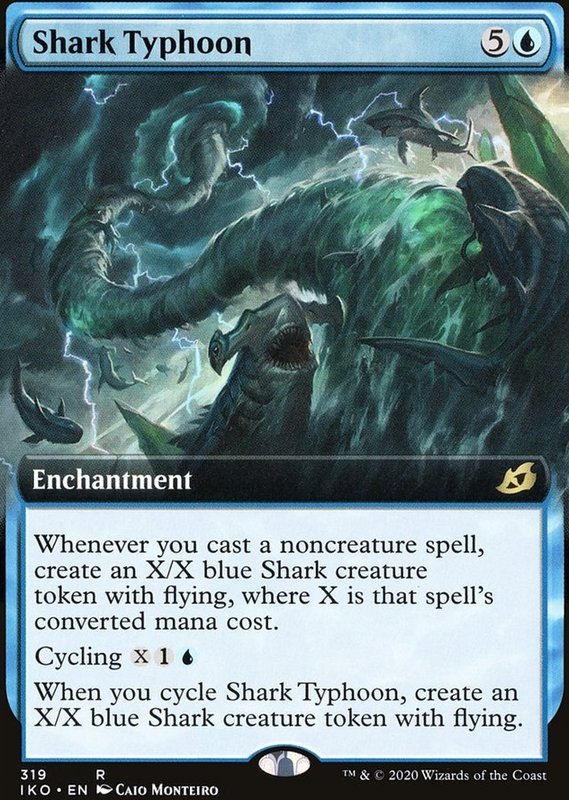 Shark Typhoon 5
Enchantment
Whenever you cast a noncreature spell,
create an X/X blue Shark creature
token with flying, where X is that spell's
converted mana cost.
Cycling X 1
When you cycle Shark Typhoon, create an
X/X blue Shark creature token with flying.
319 R
IKO • EN Caio Monteiro
™ & © 2020 Wizards of the Coast